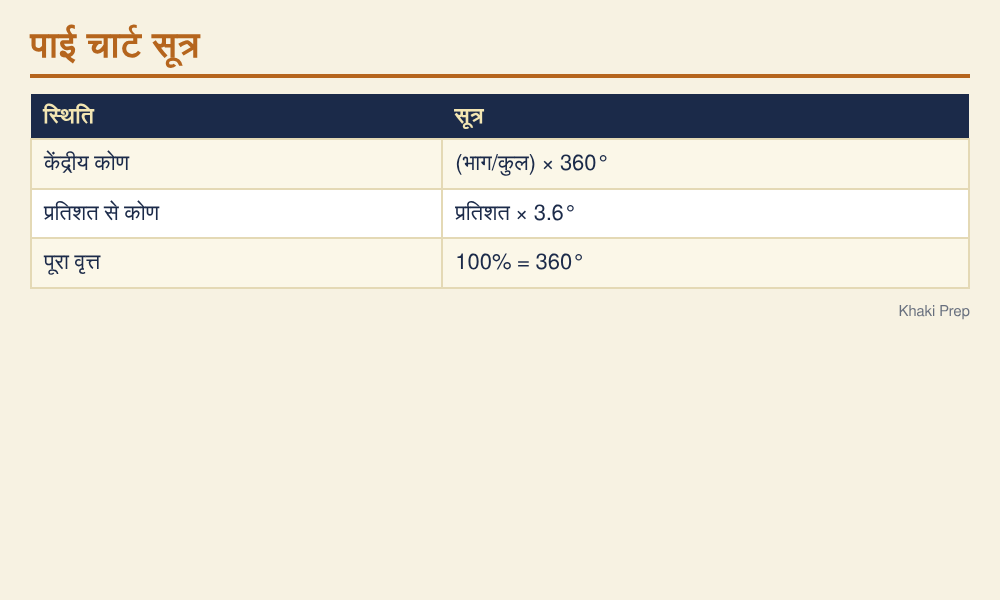 पाई चार्ट सूत्र
स्थिति सूत्र
केंद्रीय कोण (भाग/कुल) × 360°
प्रतिशत से कोण प्रतिशत × 3.6°
पूरा वृत्त 100% = 360°
Khaki Prep